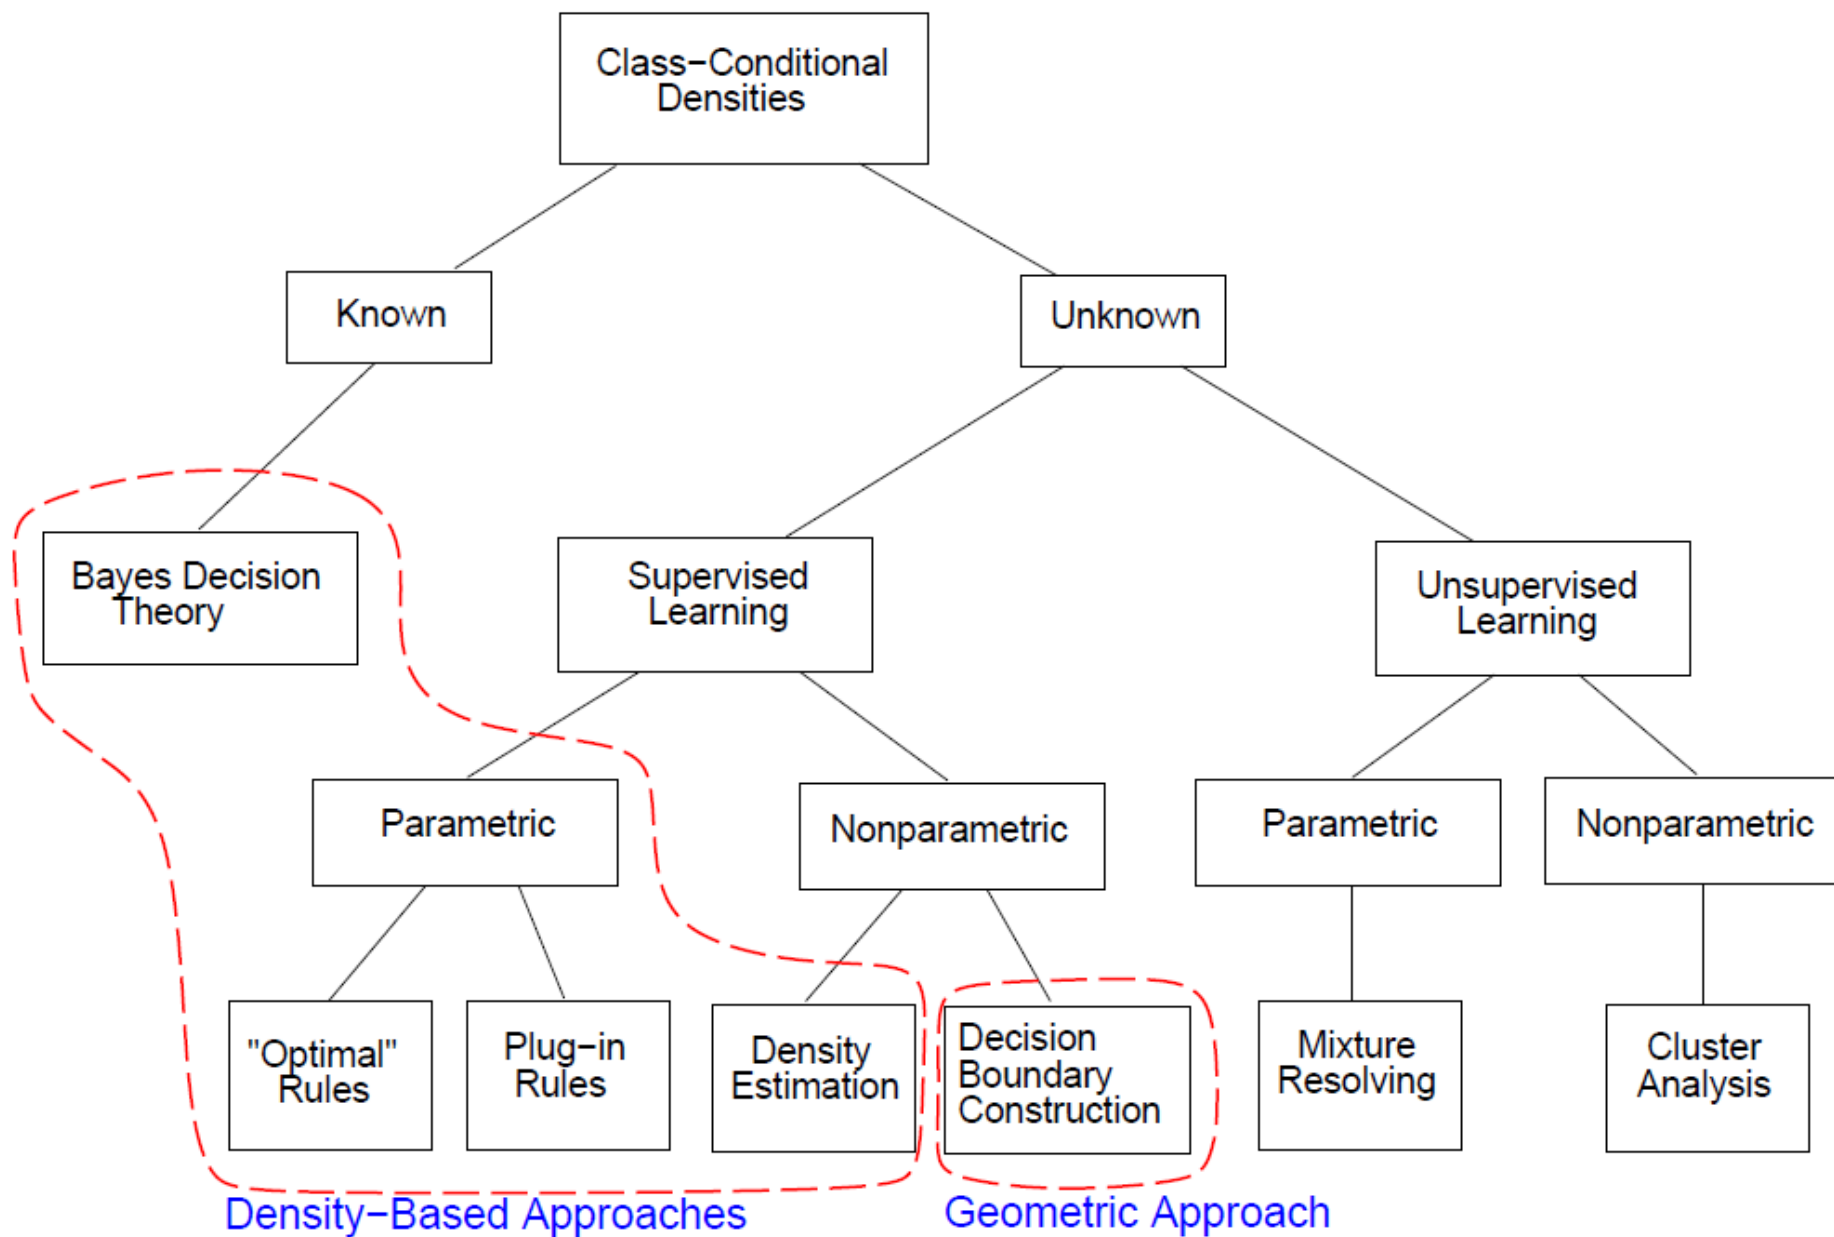 Class−Conditional
Densities
Known
Unknown
Bayes Decision
Theory
Supervised
Learning
Unsupervised
Learning
Parametric
Nonparametric
Parametric
Nonparametric
"Optimal"
Rules
Plug−in
Rules
Density
Estimation
Decision
Boundary
Construction
Mixture
Resolving
Cluster
Analysis
Density−Based Approaches
Geometric Approach